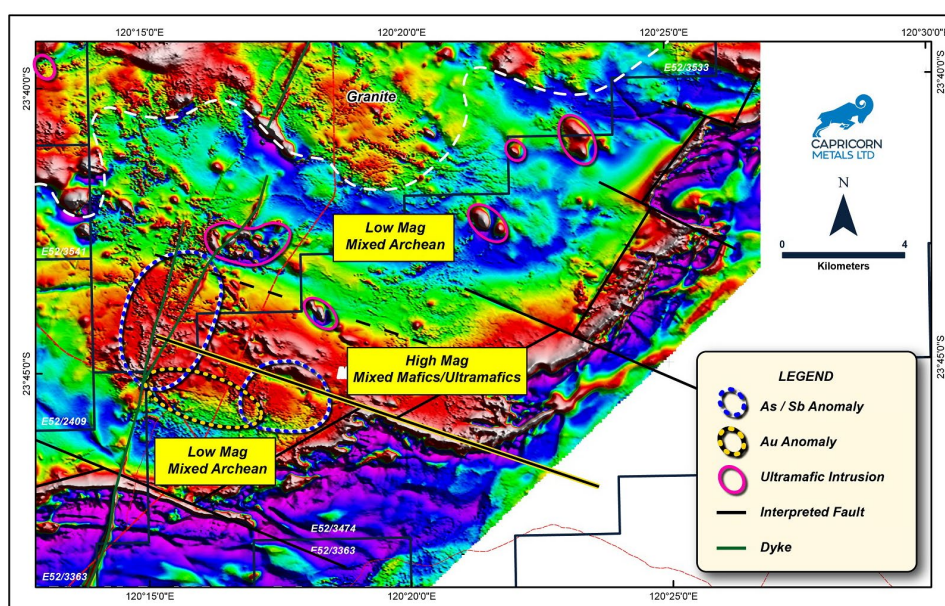 120°15'0"E
120°20'0"E
120°25'0"E
120°30'0"E
23°40'0"S
23°40'0"S
E52/3533
Granite
CAPRICORN
METALS LTD
N
0
4
Kilometers
Low Mag
Mixed Archean
E52/3541
High Mag
Mixed Mafics/Ultramafics
23°45'0"S
23°45'0"S
E52/2409
Low Mag
Mixed Archean
LEGEND
As / Sb Anomaly
Au Anomaly
Ultramafic Intrusion
Interpreted Fault
Dyke
E52/3474
E52/3363
E52/3363
120°15'0"E
120°20'0"E
120°25'0"E